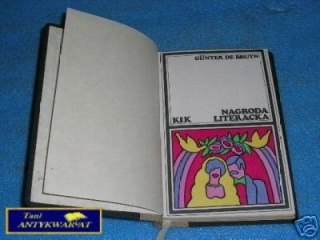 GÜNTER DE BRUYN
NAGRODA
KIK LITERACKA
Tani
ANTYKWARIAT